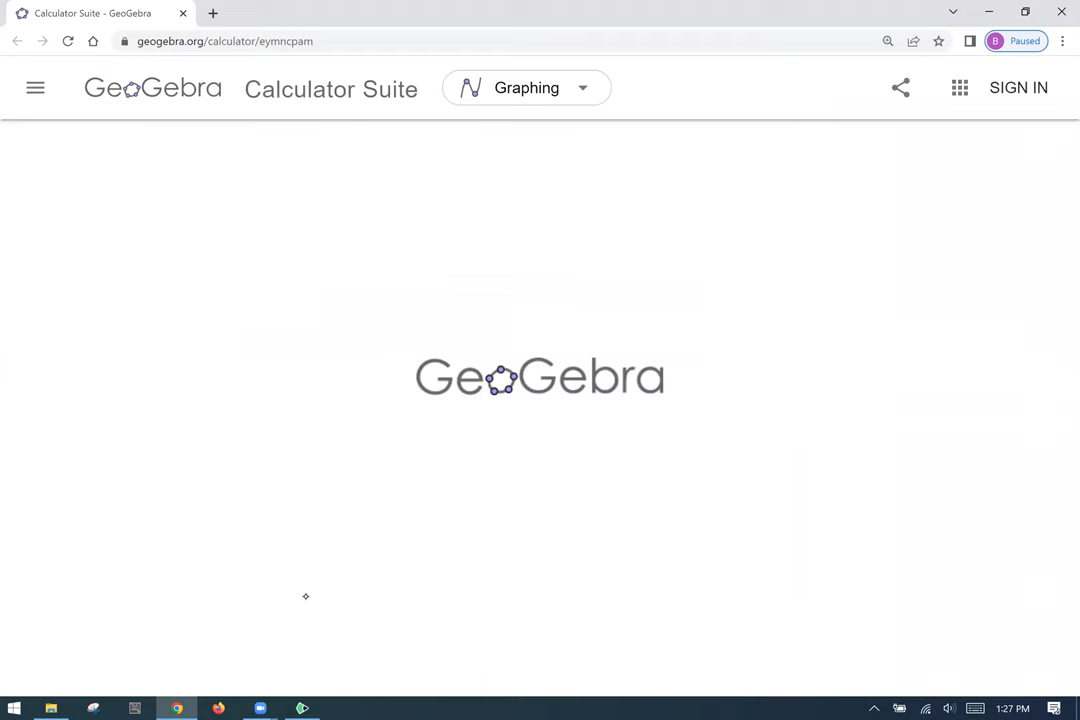 Calculator Suite - GeoGebra
geogebra.org/calculator/eymncpam
B Paused
GeoGebra Calculator Suite Graphing SIGN IN
GeoGebra
1:27 PM